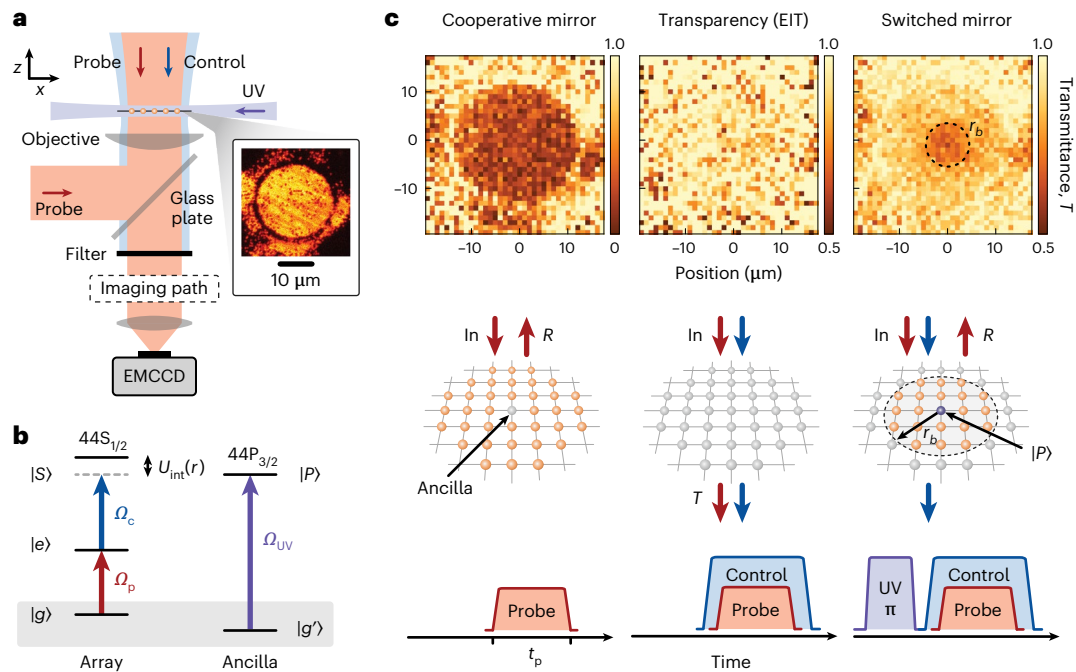 a
z
x
Probe
Control
UV
Objective
Probe
Glass
plate
Filter
Imaging path
EMCCD
10 μm
b
44S1/2
|S⟩
Uint(r)
44P3/2
|P⟩
Ωc
ΩUV
|e⟩
Ωp
|g⟩
|g′⟩
Array
Ancilla
c
Cooperative mirror
Transparency (EIT)
Switched mirror
1.0
1.0
1.0
10
0
−10
rb
Transmittance, T
0
0.5
0.5
−10
0
10
−10
0
10
−10
0
10
Position (μm)
In
R
In
In
R
Ancilla
T
rb
|P⟩
Probe
tp
Control
Probe
Time
UV
π
Control
Probe